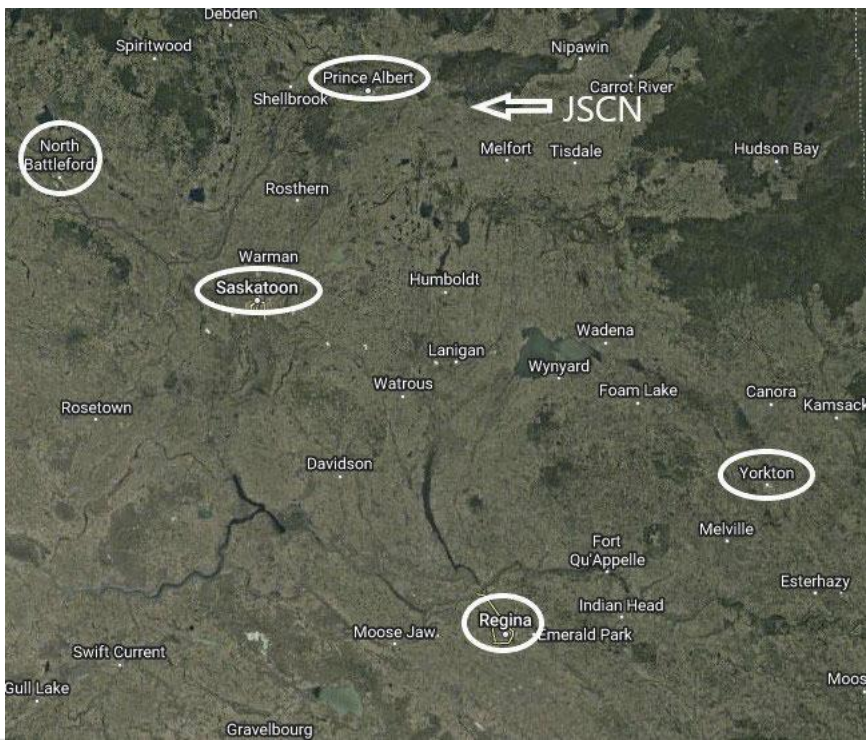 Debden
Spiritwood
Nipawin
Prince Albert
Carrot River
Shellbrook
JSCN
North
Battleford
Melfort
Tisdale
Hudson Bay
Rosthern
Warman
Saskatoon
Humboldt
Wadena
Lanigan
Wynyard
Watrous
Foam Lake
Canora
Kamsack
Rosetown
Davidson
Yorkton
Melville
Fort
Qu'Appelle
Esterhazy
Indian Head
Regina
Moose Jaw
Emerald Park
Swift Current
Gull Lake
Moos
Gravelbourg